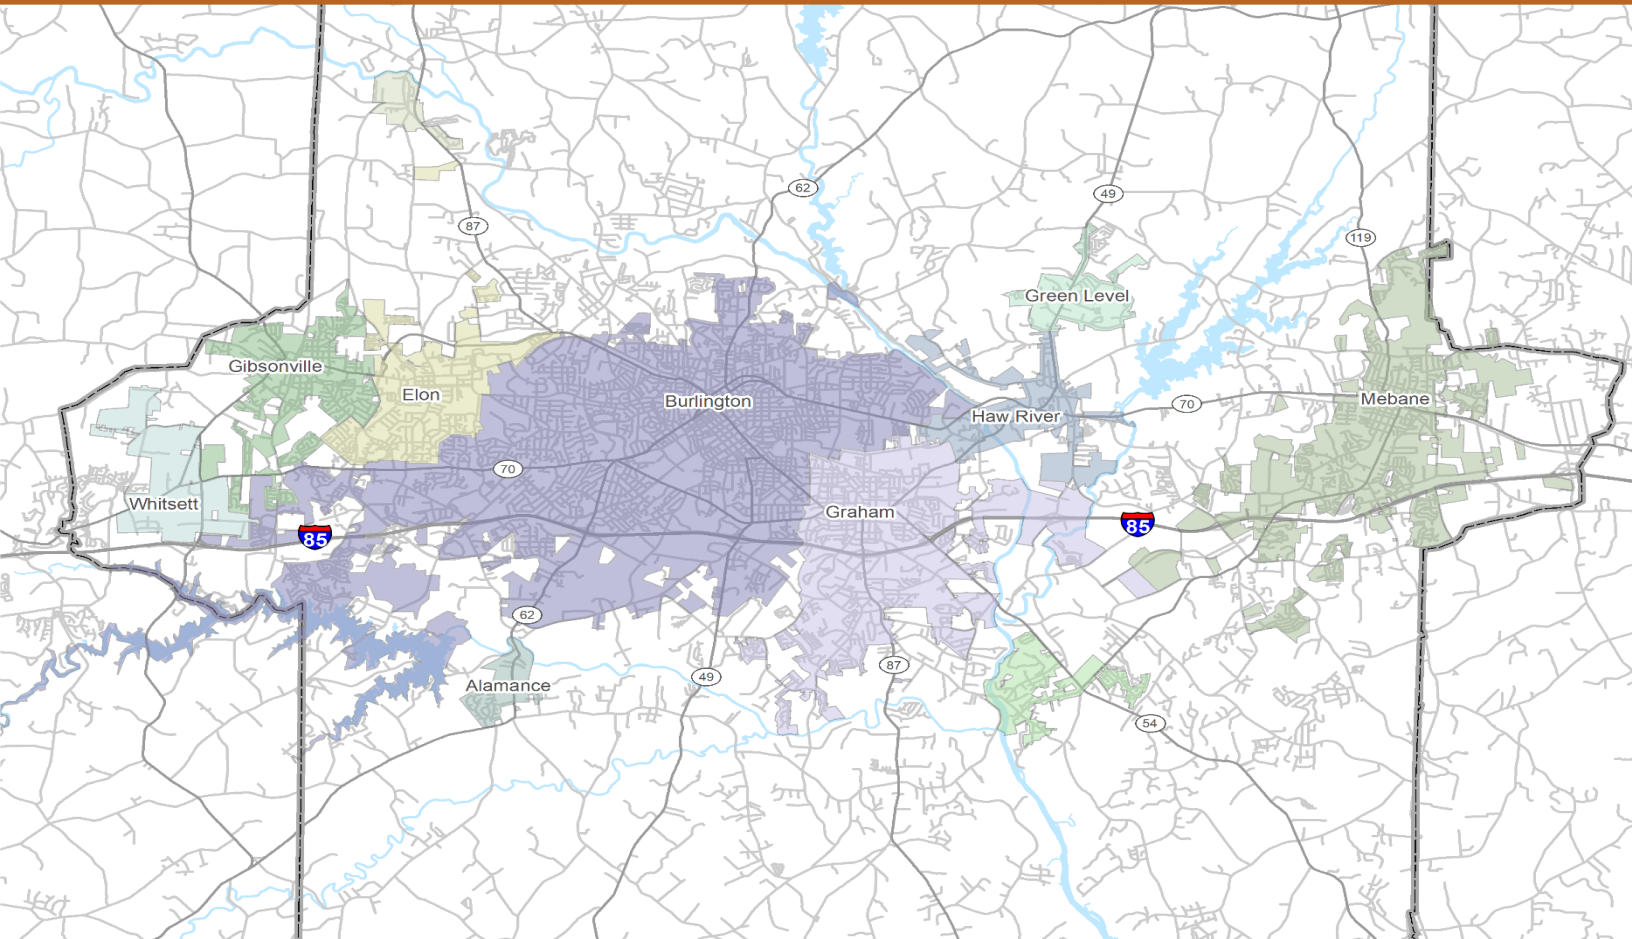 62
49
87
119
Green Level
Gibsonville
Elon
Burlington
Mebane
70
Haw River
70
Whitsett
Graham
85
85
62
87
49
Alamance
54